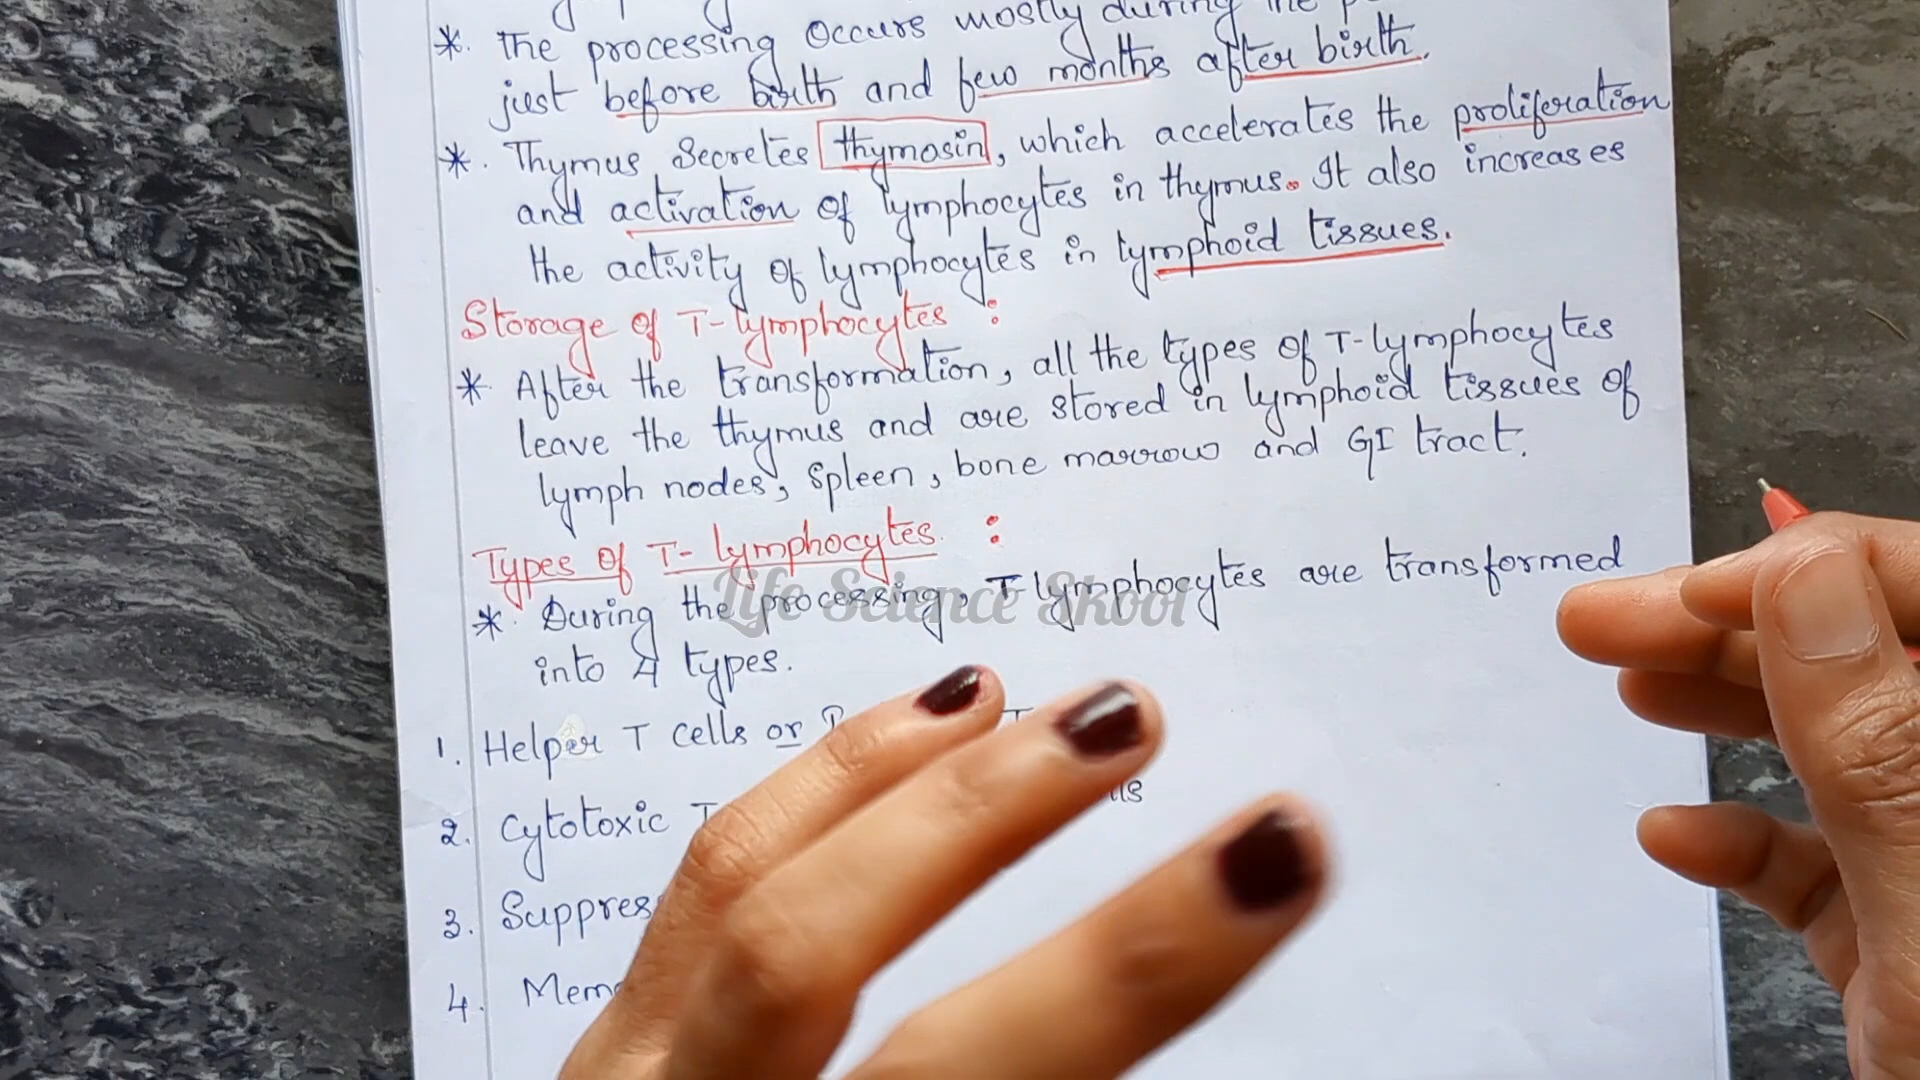 *. The processing occurs mostly during the
just before birth and few months after birth.
*. Thymus Secretes thymosin, which accelerates the proliferation
and activation of lymphocytes in thymus. It also increases
the activity of lymphocytes in lymphoid tissues.
Storage of T-lymphocytes :
*. After the transformation, all the types of T-lymphocytes
leave the thymus and are stored in lymphoid tissues of
lymph nodes, spleen, bone marrow and GI tract.
Types of T-lymphocytes :
*. During the processing, T-lymphocytes are transformed
into 4 types.
Life Science Skool
1. Helper T cells or
2. Cytotoxic T
3. Suppres
4. Mem